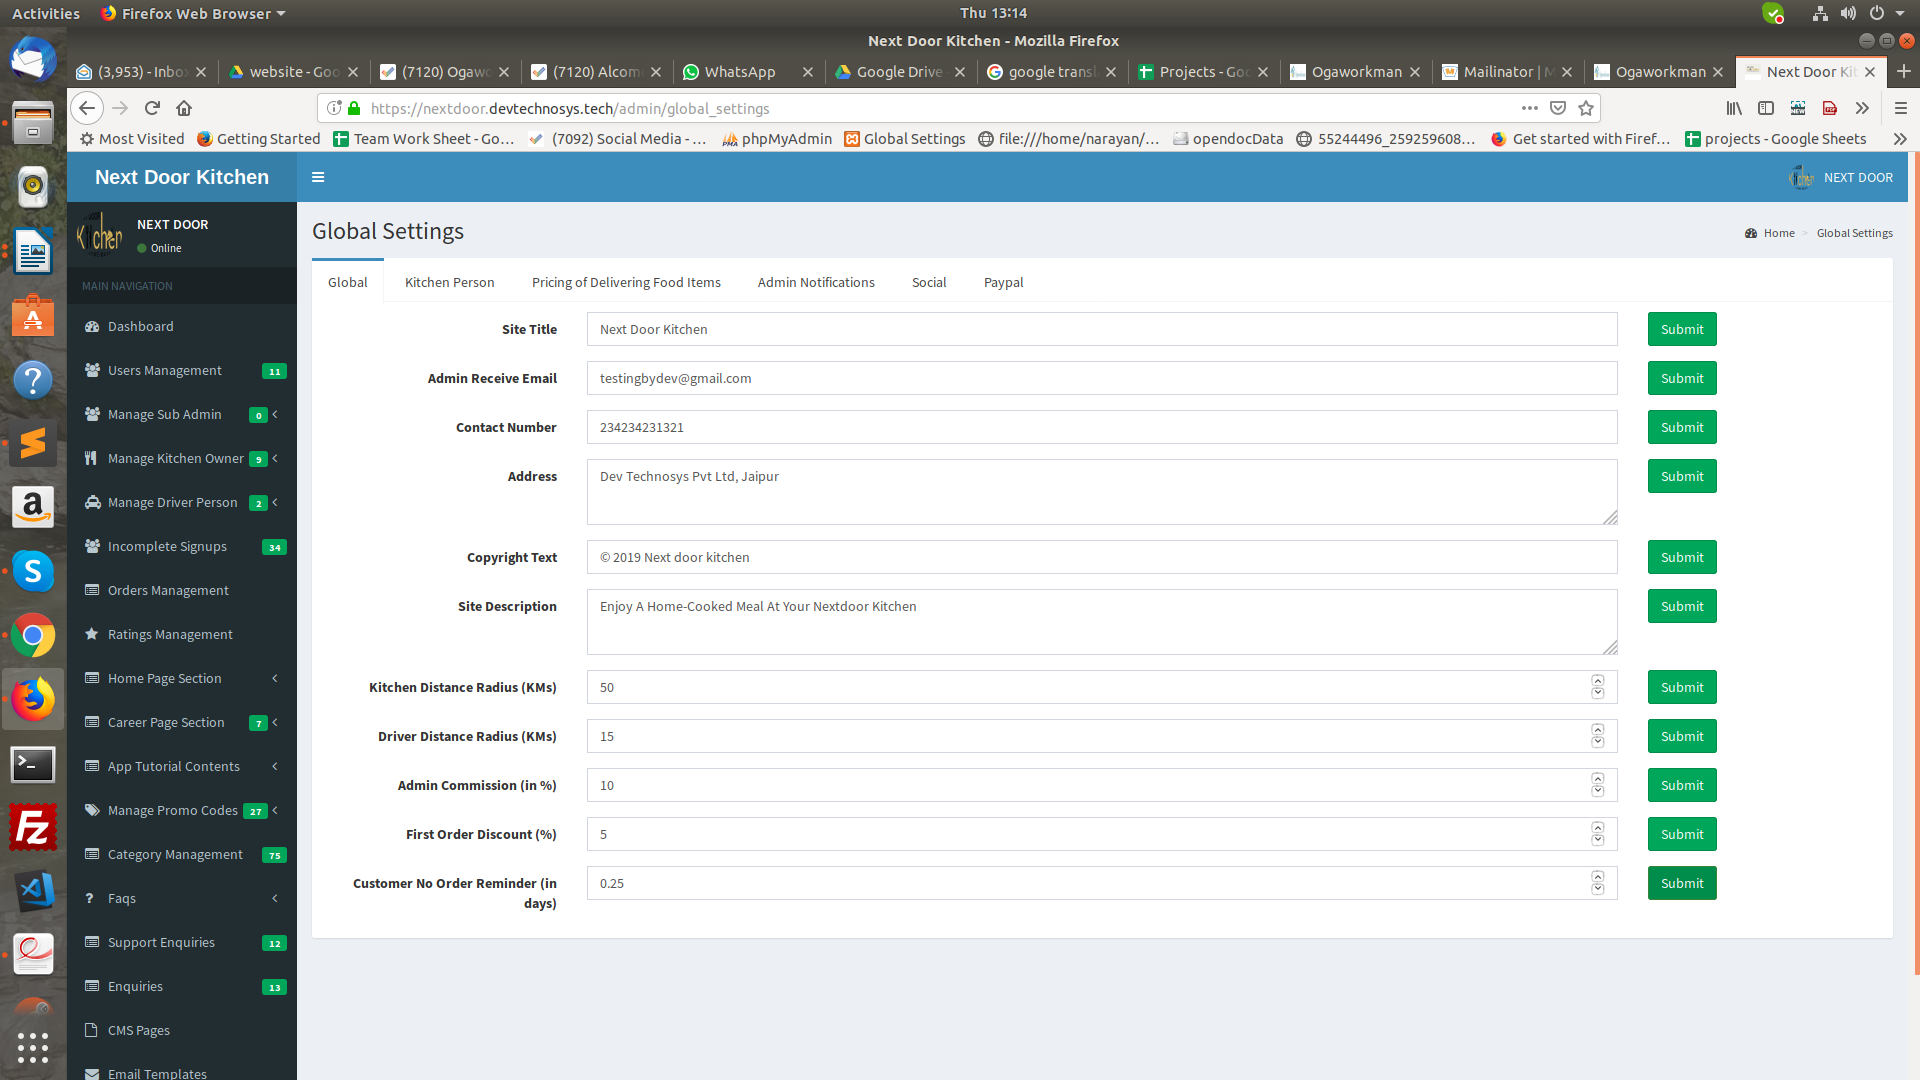 Activities Firefox Web Browser Thu 13:14
Next Door Kitchen - Mozilla Firefox
(3,953) - Inbo website - Goo (7120) Ogawo (7120) Alcom WhatsApp Google Drive google transl Projects - Goo Ogaworkman Mailinator | M Ogaworkman Next Door Kit
https://nextdoor.devtechnosys.tech/admin/global_settings
Most Visited Getting Started Team Work Sheet - Go… (7092) Social Media - … phpMyAdmin Global Settings file:///home/narayan/… opendocData 55244496_259259608… Get started with Firef… projects - Google Sheets
Next Door Kitchen NEXT DOOR
Kitchen
NEXT DOOR
Online
MAIN NAVIGATION
Dashboard
Users Management 11
Manage Sub Admin 0
Manage Kitchen Owner 9
Manage Driver Person 2
Incomplete Signups 34
Orders Management
Ratings Management
Home Page Section
Career Page Section 7
App Tutorial Contents
Manage Promo Codes 27
Category Management 75
Faqs
Support Enquiries 12
Enquiries 13
CMS Pages
Email Templates
Global Settings
Home > Global Settings
Global Kitchen Person Pricing of Delivering Food Items Admin Notifications Social Paypal
Site Title Next Door Kitchen Submit
Admin Receive Email testingbydev@gmail.com Submit
Contact Number 234234231321 Submit
Address Dev Technosys Pvt Ltd, Jaipur Submit
Copyright Text © 2019 Next door kitchen Submit
Site Description Enjoy A Home-Cooked Meal At Your Nextdoor Kitchen Submit
Kitchen Distance Radius (KMs) 50 Submit
Driver Distance Radius (KMs) 15 Submit
Admin Commission (in %) 10 Submit
First Order Discount (%) 5 Submit
Customer No Order Reminder (in 0.25 Submit
days)